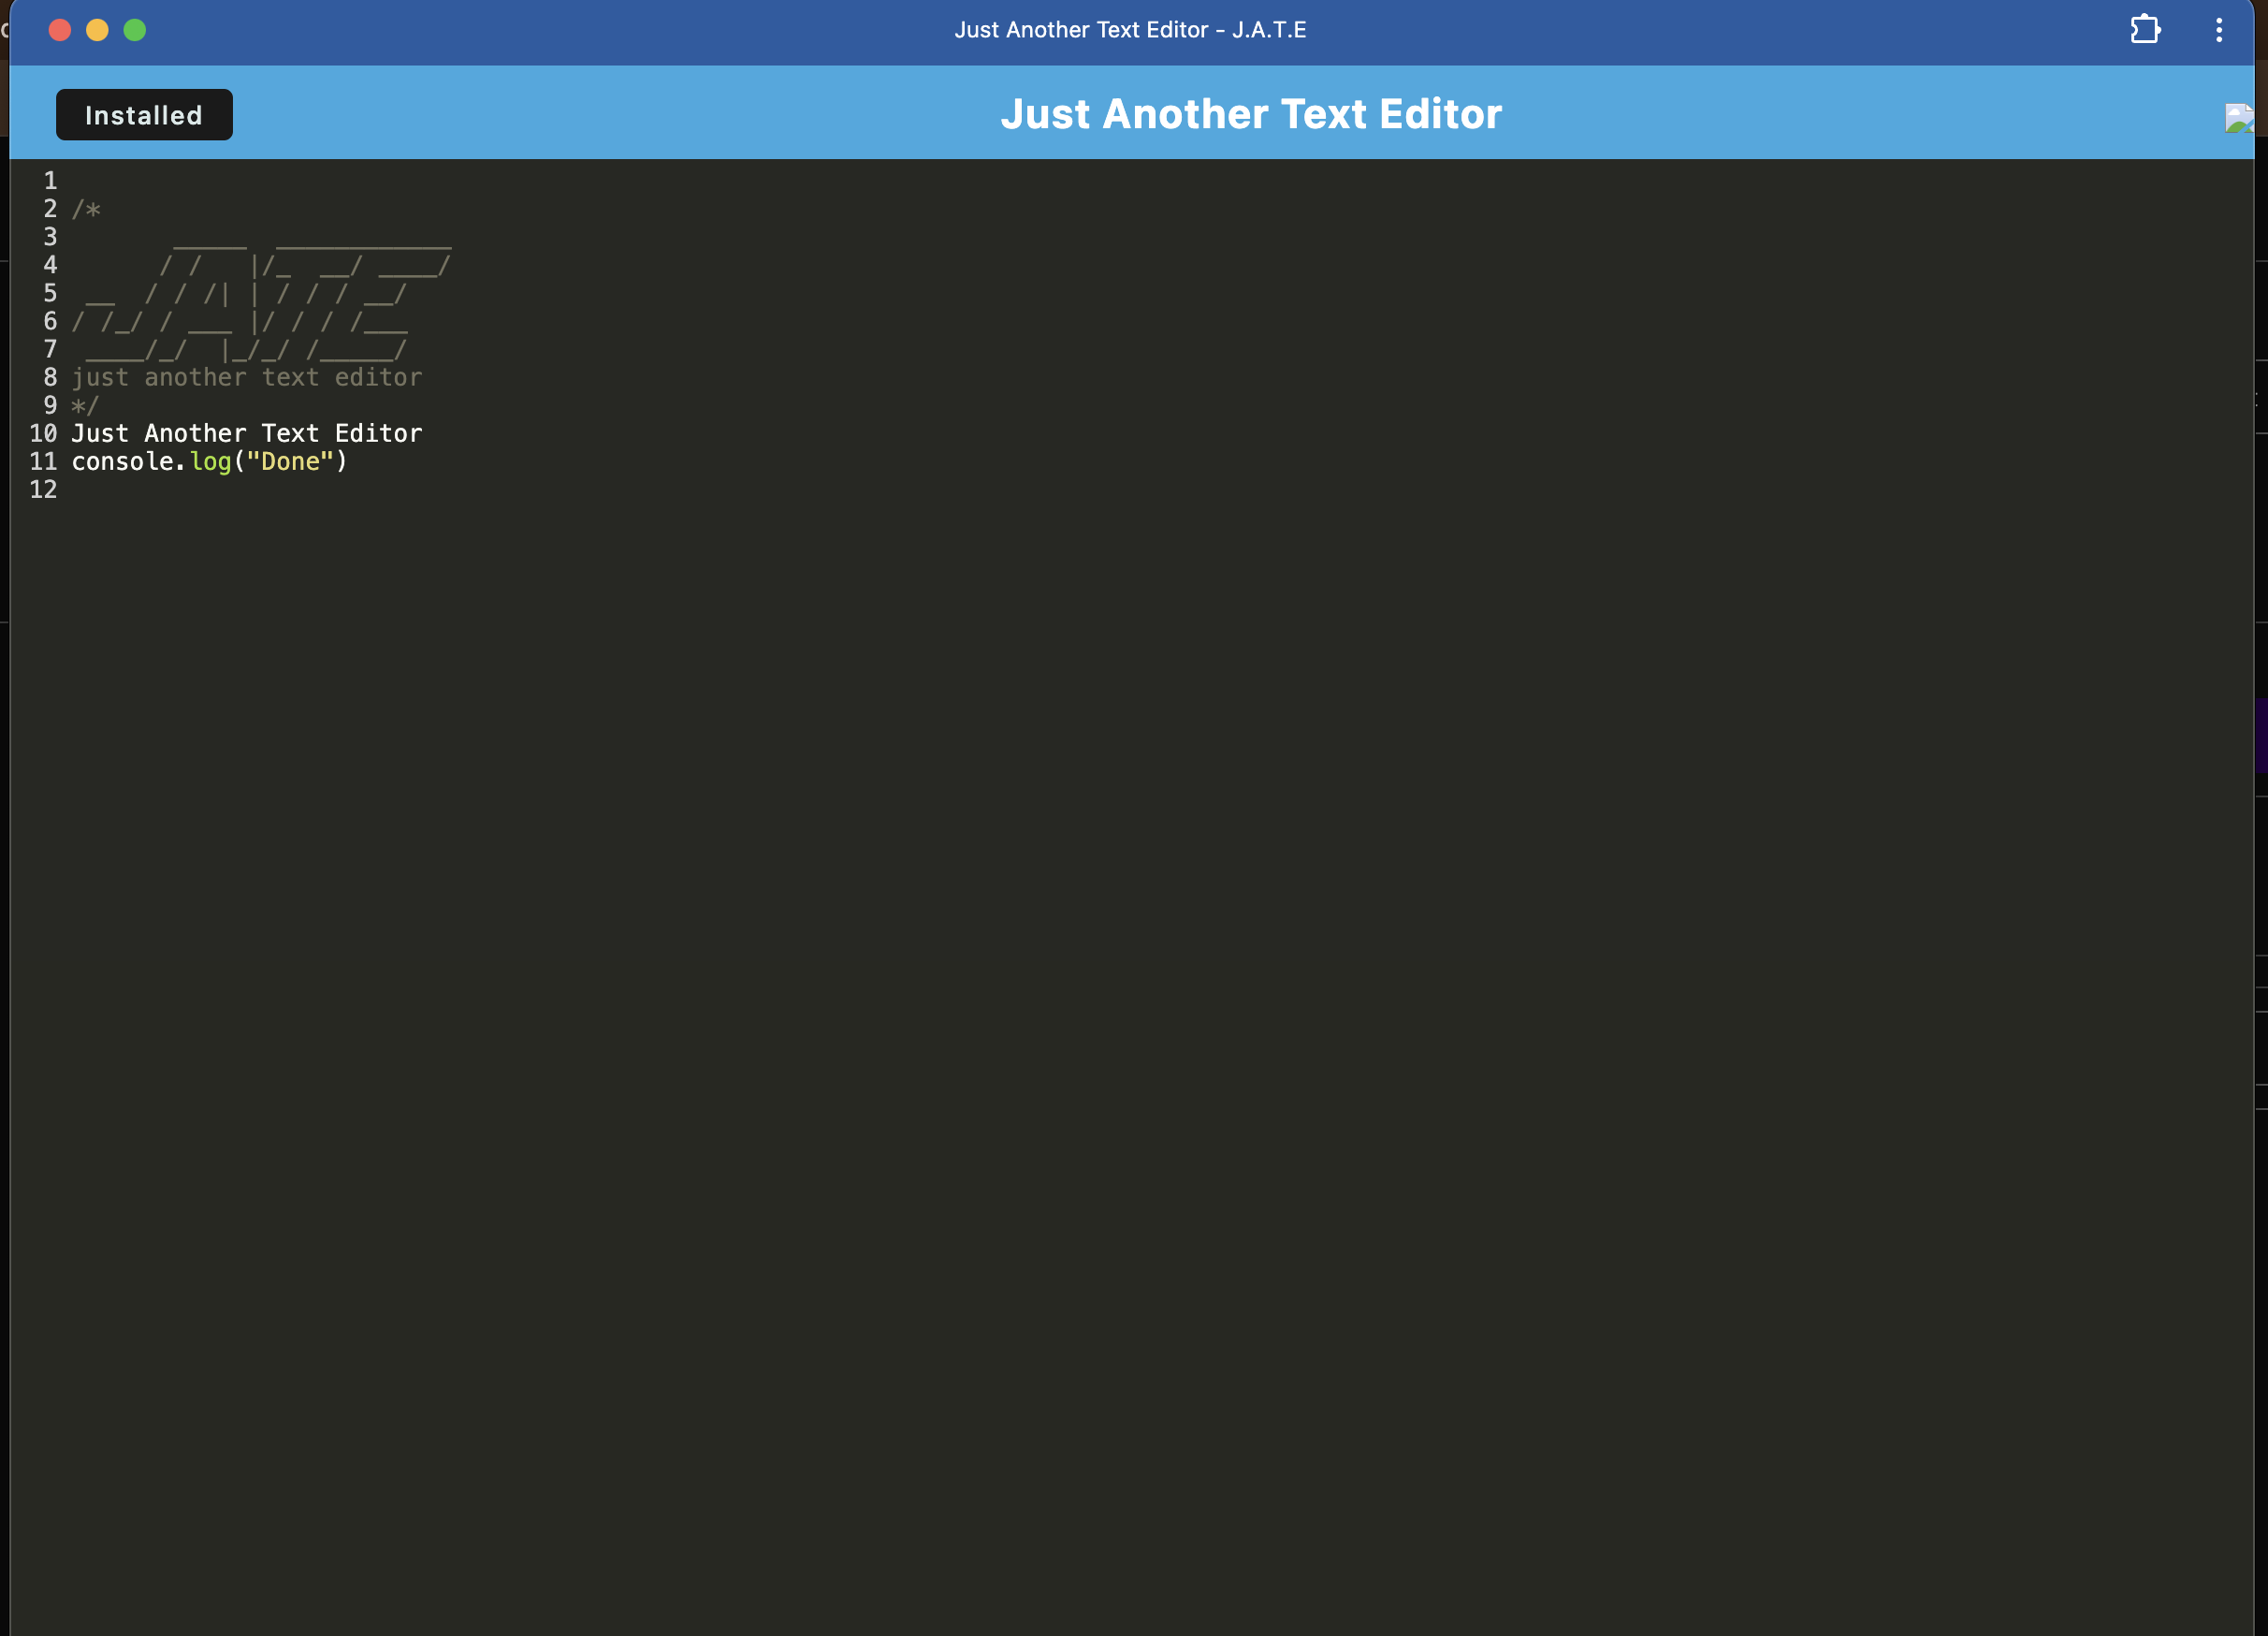 Just Another Text Editor – J.A.T.E
Installed
Just Another Text Editor
1
2 /*
3        _____  ____________
4       / /   |/_  __/ ____/
5  __  / / /| | / / / __/
6 / /_/ / ___ |/ / / /___
7  ____/_/  |_/_/ /_____/
8 just another text editor
9 */
10 Just Another Text Editor
11 console.log("Done")
12